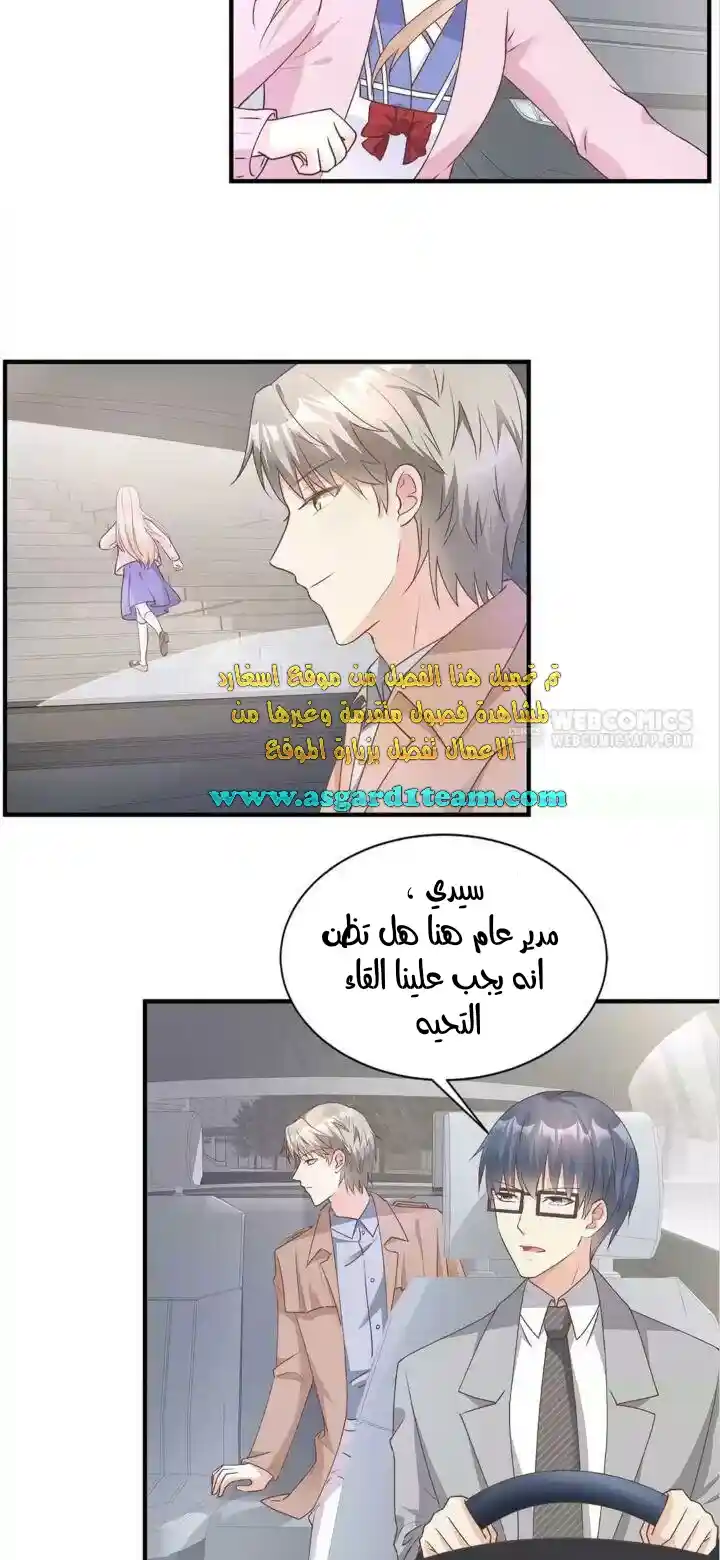 تم تحميل هذا الفصل من موقع اسغارد
لمشاهدة فصول متقدمة وغيرها من
الاعمال نفضل بزيارة الموقع
www.asgard1team.com
WEBCOMICS
WEBCOMICSAPP.COM
سيدي ،
مدير عام هنا هل تظن
انه يجب علينا القاء
التحيه